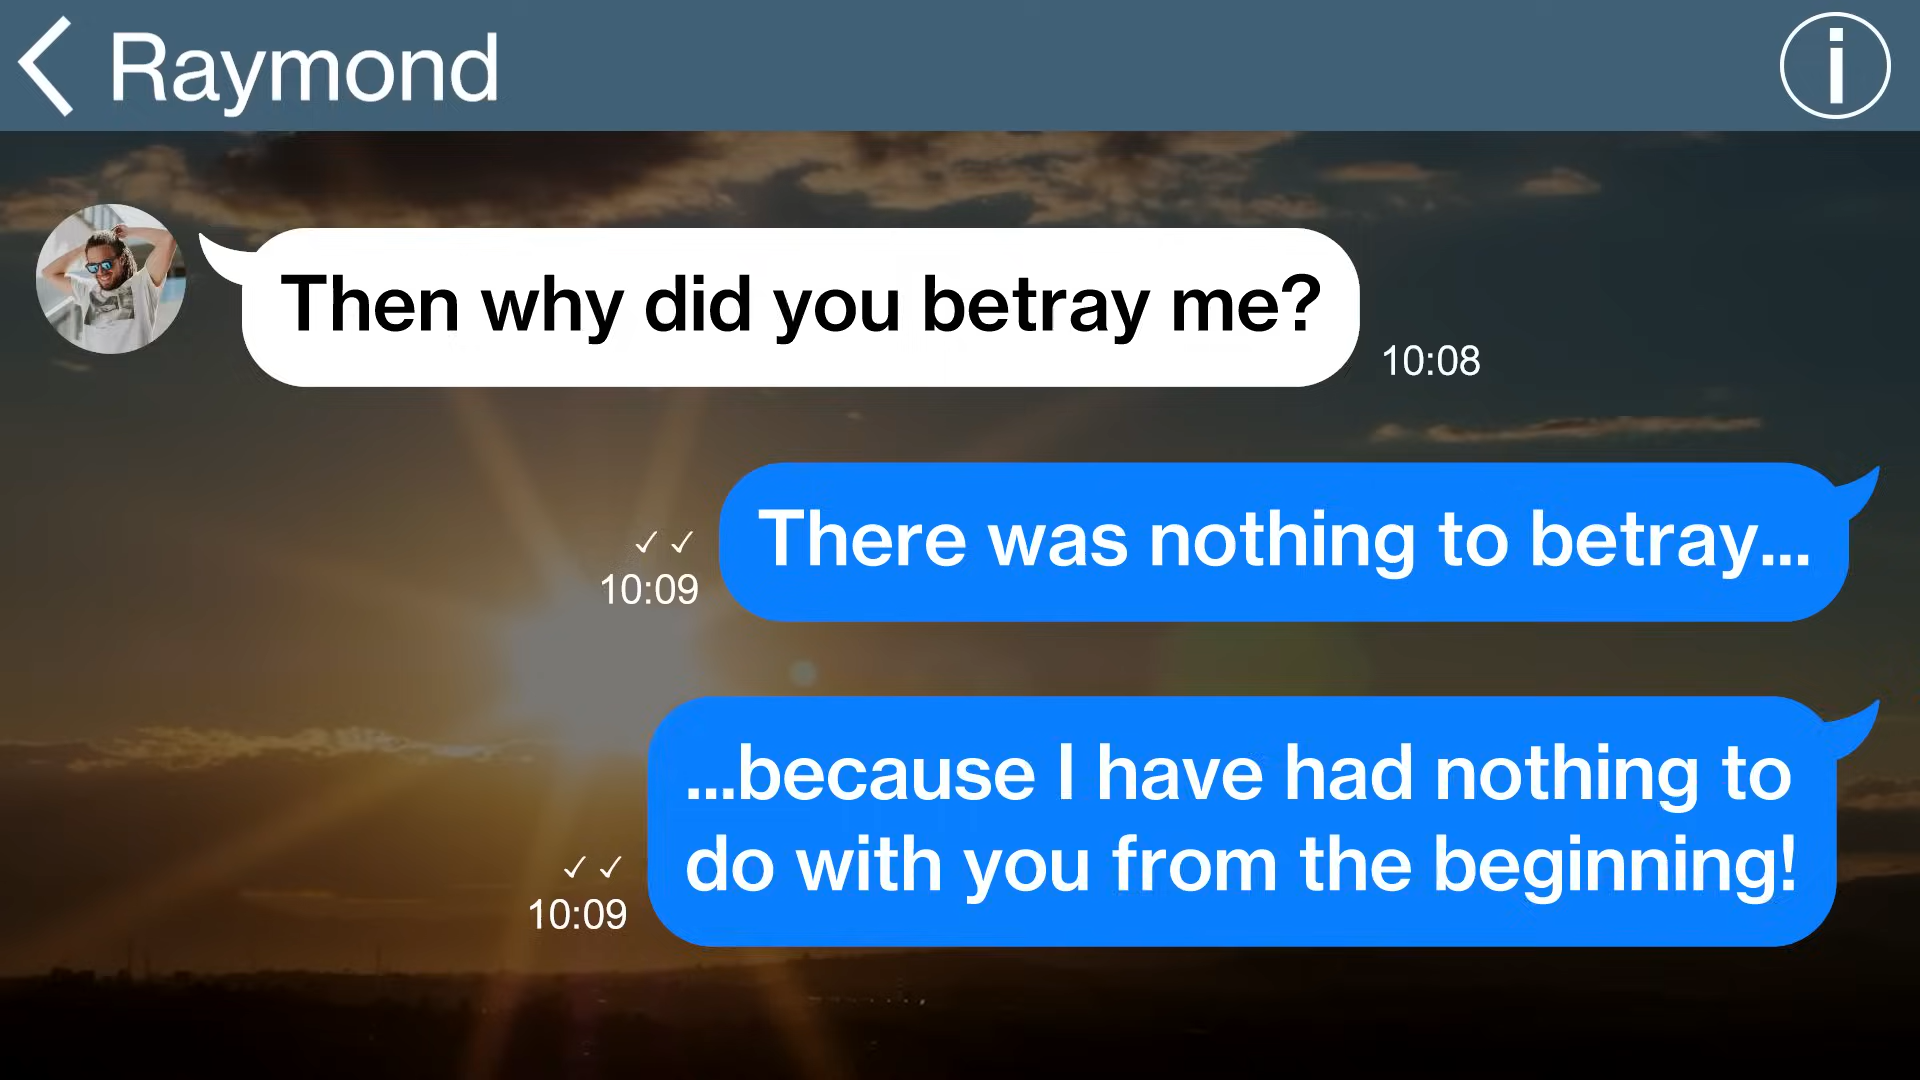 Raymond
Then why did you betray me?
10:08
There was nothing to betray...
✓✓
10:09
...because I have had nothing to
do with you from the beginning!
✓✓
10:09